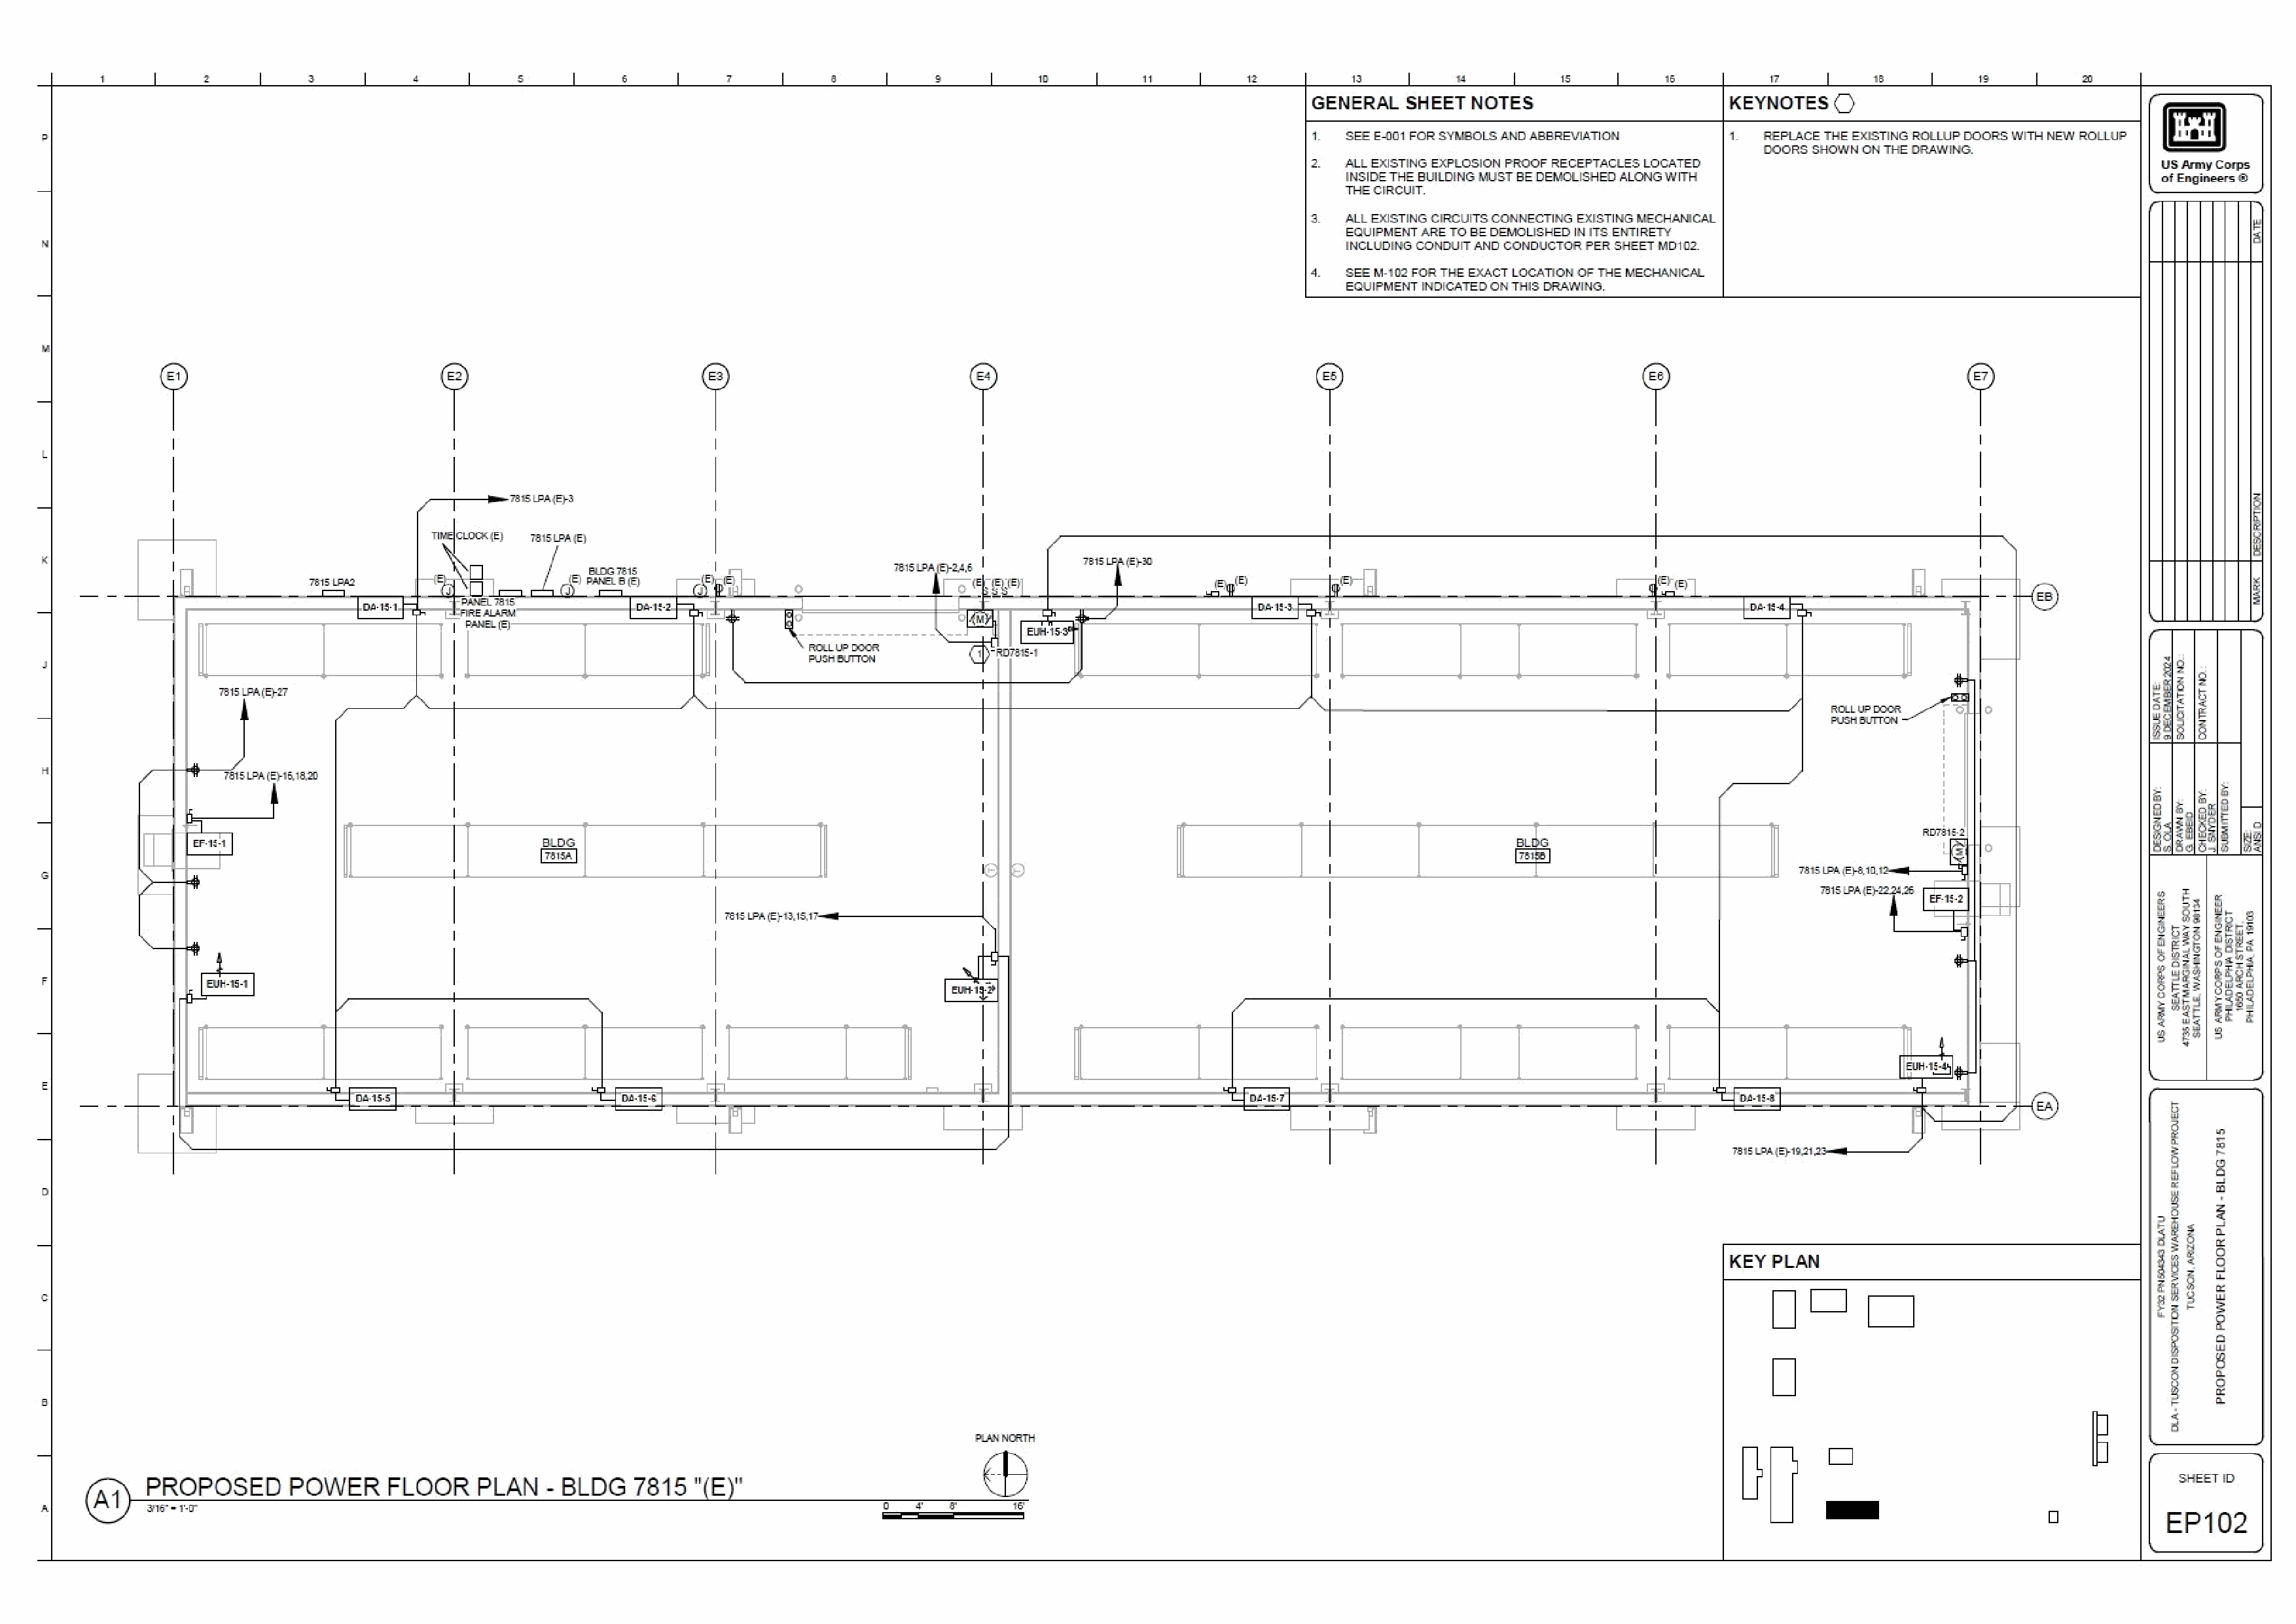 1 2 3 4 5 6 7 8 9 10 11 12 13 14 15 16 17 18 19 20
P
N
M
L
K
J
H
G
F
E
D
C
B
A
GENERAL SHEET NOTES
1. SEE E-001 FOR SYMBOLS AND ABBREVIATION
2. ALL EXISTING EXPLOSION PROOF RECEPTACLES LOCATED
INSIDE THE BUILDING MUST BE DEMOLISHED ALONG WITH
THE CIRCUIT.
3. ALL EXISTING CIRCUITS CONNECTING EXISTING MECHANICAL
EQUIPMENT ARE TO BE DEMOLISHED IN ITS ENTIRETY
INCLUDING CONDUIT AND CONDUCTOR PER SHEET MD102.
4. SEE M-102 FOR THE EXACT LOCATION OF THE MECHANICAL
EQUIPMENT INDICATED ON THIS DRAWING.
KEYNOTES
1. REPLACE THE EXISTING ROLLUP DOORS WITH NEW ROLLUP
DOORS SHOWN ON THE DRAWING.
E1 E2 E3 E4 E5 E6 E7
7815 LPA (E)-3
TIME CLOCK (E)
7815 LPA (E)
BLDG 7815
PANEL B (E)
7815 LPA2
(E)
J
(E)
J
(E)
J
(E)
7815 LPA (E)-2,4,6
(E) (E) (E)
S S S
7815 LPA (E)-30
(E)
(E)
(E)
(E)
(E)
EB
DA-15-1
PANEL 7815
FIRE ALARM
PANEL (E)
DA-15-2
M
EUH-15-3
DA-15-3
DA-15-4
ROLL UP DOOR
PUSH BUTTON
1
RD7815-1
7815 LPA (E)-27
ROLL UP DOOR
PUSH BUTTON
7815 LPA (E)-16,18,20
EF-15-1
BLDG
7815A
BLDG
7815B
RD7815-2
M
T T
7815 LPA (E)-8,10,12
7815 LPA (E)-22,24,26
EF-15-2
7815 LPA (E)-13,15,17
EUH-15-1
EUH-15-2
EUH-15-4
DA-15-5
DA-15-6
DA-15-7
DA-15-8
EA
7815 LPA (E)-19,21,23
KEY PLAN
PLAN NORTH
A1
PROPOSED POWER FLOOR PLAN - BLDG 7815 "(E)"
3/16" = 1'-0"
0 4' 8' 16'
US Army Corps
of Engineers ®
DATE
DESCRIPTION
MARK
ISSUE DATE:
9 DECEMBER 2024
SOLICITATION NO.:
CONTRACT NO.:
DESIGNED BY:
S. OLA
DRAWN BY:
G. EBEID
CHECKED BY:
J. SNYDER
SUBMITTED BY:
SIZE:
ANSI D
US ARMY CORPS OF ENGINEERS
SEATTLE DISTRICT
4735 EAST MARGINAL WAY SOUTH
SEATTLE, WASHINGTON 98134
US ARMY CORPS OF ENGINEER
PHILADELPHIA DISTRICT
1650 ARCH STREET,
PHILADELPHIA, PA 19103
FY32 PN504343 DLATU
DLA - TUSCON DISPOSITION SERVICES WAREHOUSE REFLOW PROJECT
TUCSON, ARIZONA
PROPOSED POWER FLOOR PLAN - BLDG 7815
SHEET ID
EP102